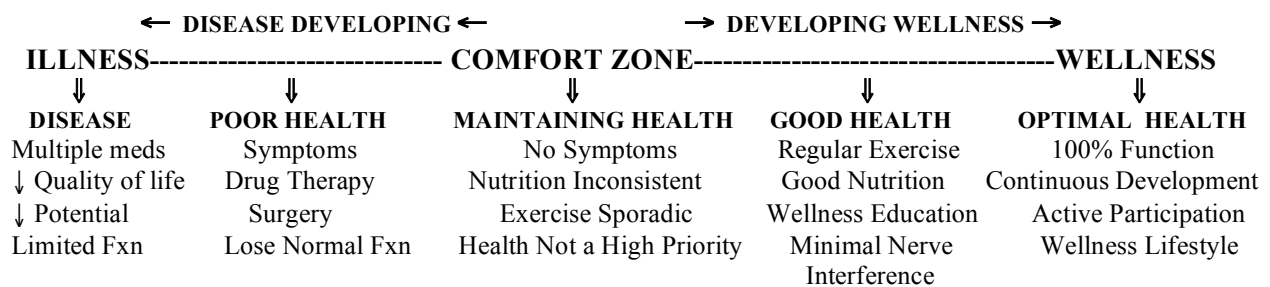 ← DISEASE DEVELOPING ← → DEVELOPING WELLNESS →
ILLNESS------------------------------ COMFORT ZONE-------------------------------------WELLNESS
⇓ ⇓ ⇓ ⇓ ⇓
DISEASE POOR HEALTH MAINTAINING HEALTH GOOD HEALTH OPTIMAL HEALTH
Multiple meds Symptoms No Symptoms Regular Exercise 100% Function
↓ Quality of life Drug Therapy Nutrition Inconsistent Good Nutrition Continuous Development
↓ Potential Surgery Exercise Sporadic Wellness Education Active Participation
Limited Fxn Lose Normal Fxn Health Not a High Priority Minimal Nerve Wellness Lifestyle
Interference